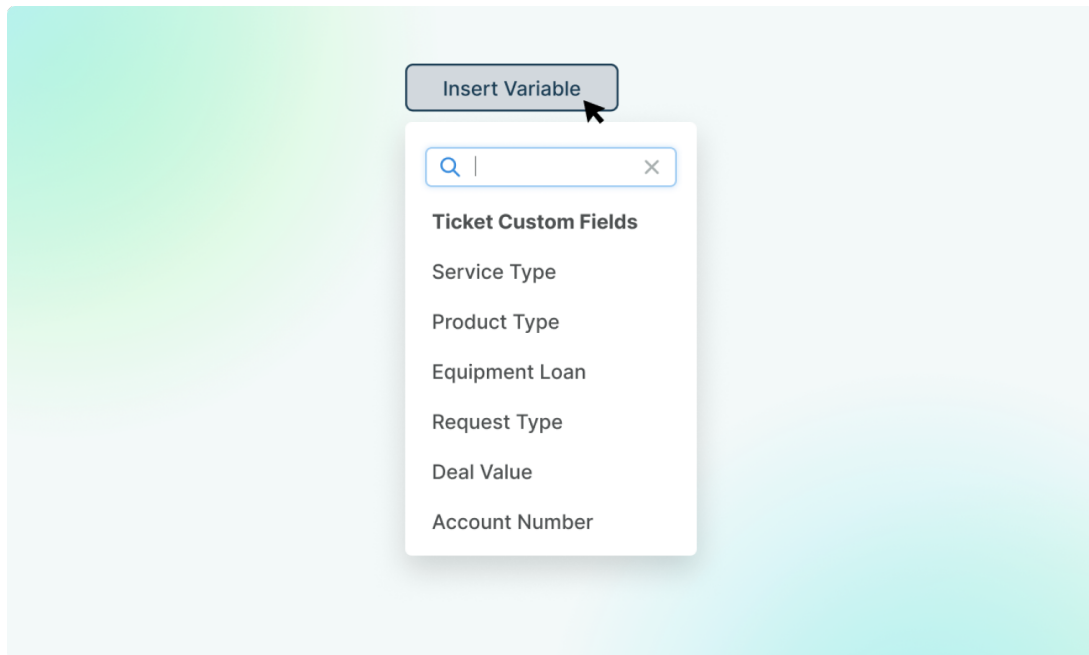 Insert Variable
Ticket Custom Fields
Service Type
Product Type
Equipment Loan
Request Type
Deal Value
Account Number